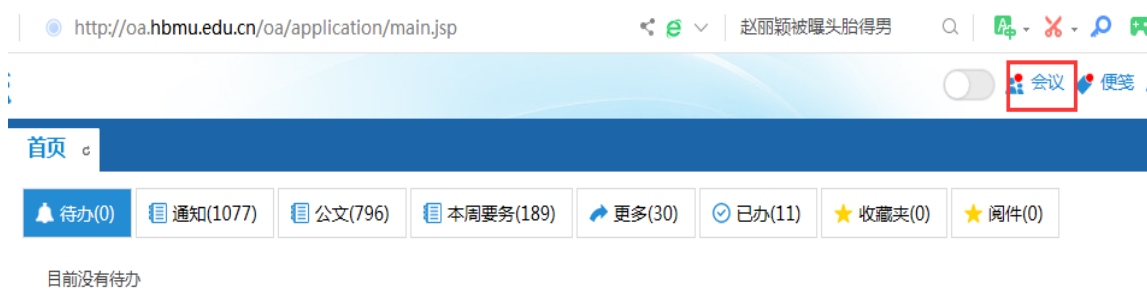 http://oa.hbmu.edu.cn/oa/application/main.jsp 赵丽颖被曝头胎得男
会议 便笺
首页
待办(0) 通知(1077) 公文(796) 本周要务(189) 更多(30) 已办(11) 收藏夹(0) 阅件(0)
目前没有待办